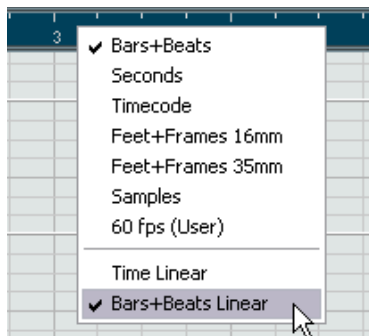 3
Bars+Beats
Seconds
Timecode
Feet+Frames 16mm
Feet+Frames 35mm
Samples
60 fps (User)
Time Linear
Bars+Beats Linear